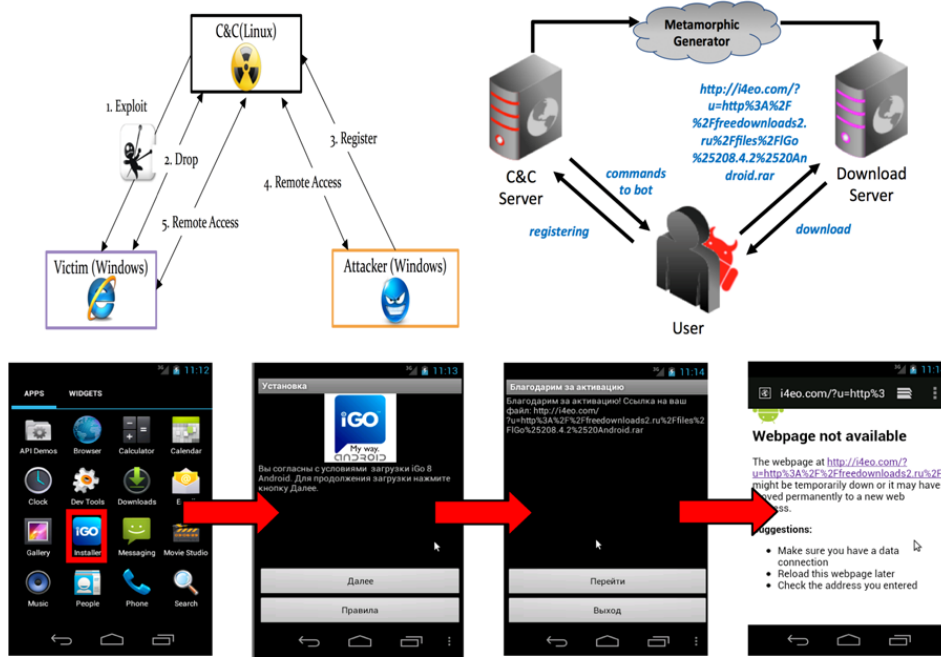 C&C(Linux)
1. Exploit
2. Drop
3. Register
4. Remote Access
5. Remote Access
Victim (Windows)
Attacker (Windows)
Metamorphic
Generator
http://i4eo.com/?
u=http%3A%2F
%2Ffreedownloads2.
ru%2Ffiles%2FlGo
%25208.4.2%2520An
droid.rar
C&C
Server
commands
to bot
Download
Server
registering
download
User
3G 11:12
APPS WIDGETS
API Demos Browser Calculator Calendar
Clock Dev Tools Downloads
Gallery Installer Messaging Movie Studio
Music People Phone Search
3G 11:13
Установка
iGO
My way.
ANDROID
Вы согласны с условиями загрузки iGo 8
Android. Для продолжения загрузки нажмите
кнопку Далее.
Далее
Правила
3G 11:14
Благодарим за активацию
Благодарим за активацию! Ссылка на ваш
файл: http://i4eo.com/
?u=http%3A%2F%2Ffreedownloads2.ru%2Ffiles%2
FlGo%25208.4.2%2520Android.rar
Перейти
Выход
3G
i4eo.com/?u=http%3
Webpage not available
The webpage at http://i4eo.com/?
u=http%3A%2F%2Ffreedownloads2.ru%2F
might be temporarily down or it may have
moved permanently to a new web
Suggestions:
• Make sure you have a data
connection
• Reload this webpage later
• Check the address you entered